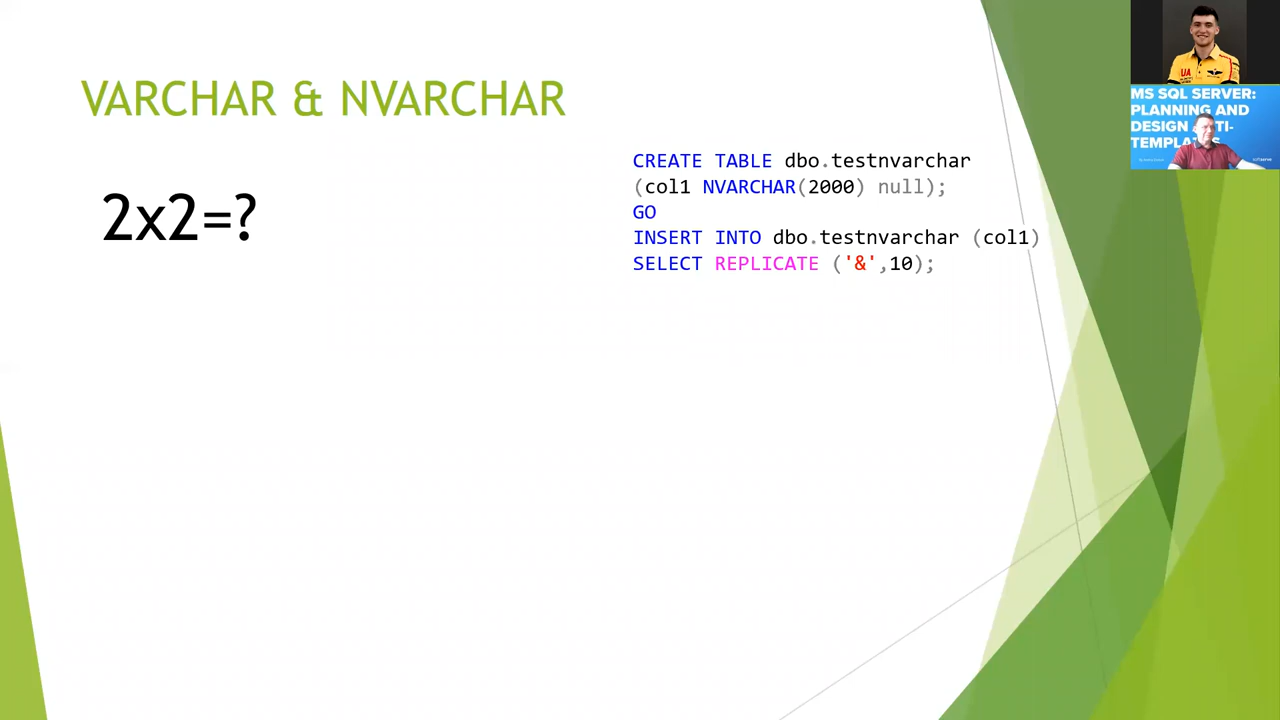 VARCHAR & NVARCHAR
2x2=?
CREATE TABLE dbo.testnvarchar
(col1 NVARCHAR(2000) null);
GO
INSERT INTO dbo.testnvarchar (col1)
SELECT REPLICATE ('&',10);
UA
MS SQL SERVER:
PLANNING AND
DESIGN